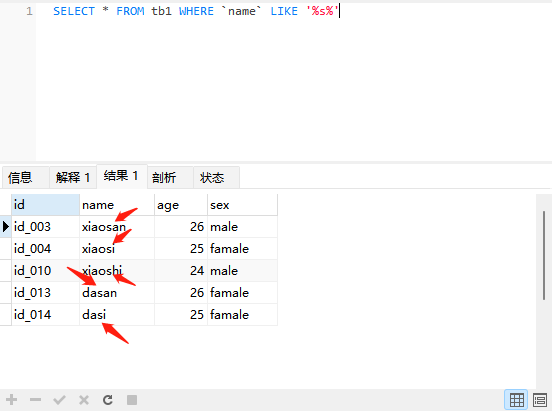 1 SELECT * FROM tb1 WHERE `name` LIKE '%s%'
信息 解释 1 结果 1 剖析 状态
id name age sex
id_003 xiaosan 26 male
id_004 xiaosi 25 famale
id_010 xiaoshi 24 male
id_013 dasan 26 famale
id_014 dasi 25 famale